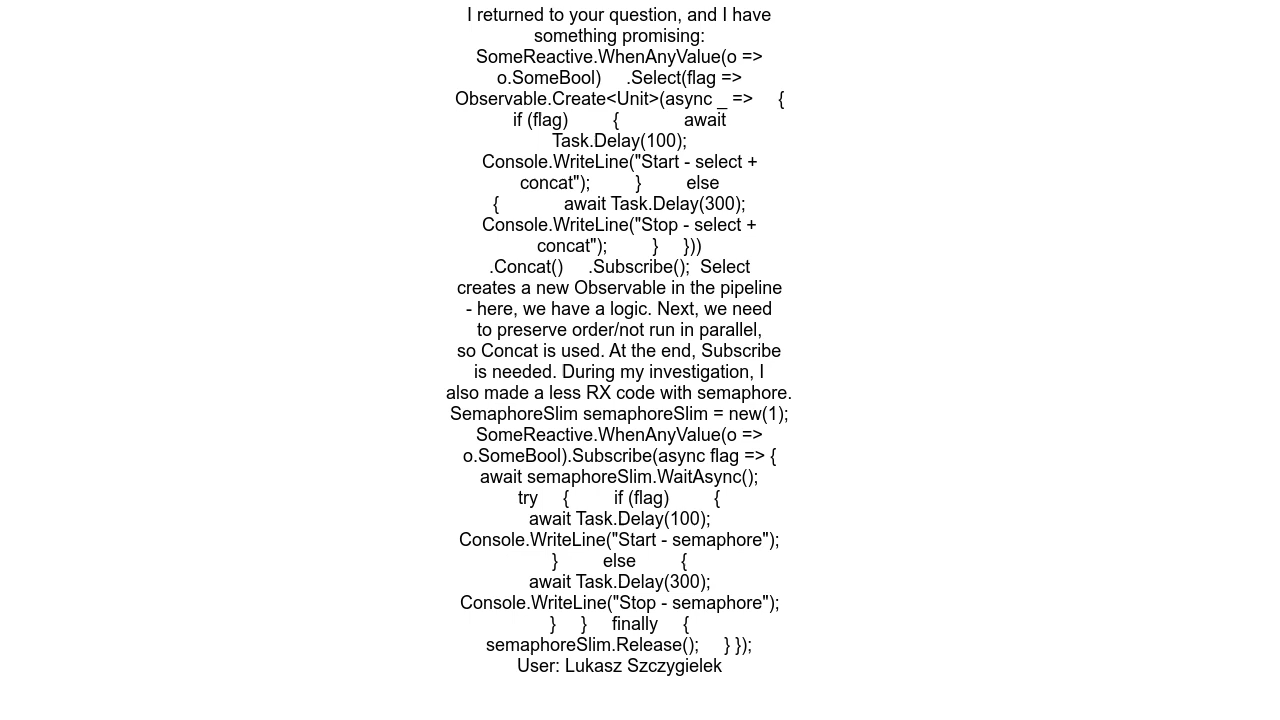 I returned to your question, and I have
something promising:
SomeReactive.WhenAnyValue(o =>
o.SomeBool)     .Select(flag =>
Observable.Create<Unit>(async _ =>     {
if (flag)         {             await
Task.Delay(100);
Console.WriteLine("Start - select +
concat");         }         else
{             await Task.Delay(300);
Console.WriteLine("Stop - select +
concat");         }     }))
.Concat()     .Subscribe();  Select
creates a new Observable in the pipeline
- here, we have a logic. Next, we need
to preserve order/not run in parallel,
so Concat is used. At the end, Subscribe
is needed. During my investigation, I
also made a less RX code with semaphore.
SemaphoreSlim semaphoreSlim = new(1);
SomeReactive.WhenAnyValue(o =>
o.SomeBool).Subscribe(async flag => {
await semaphoreSlim.WaitAsync();
try     {         if (flag)         {
await Task.Delay(100);
Console.WriteLine("Start - semaphore");
}         else         {
await Task.Delay(300);
Console.WriteLine("Stop - semaphore");
}     }     finally     {
semaphoreSlim.Release();     } });
User: Lukasz Szczygielek